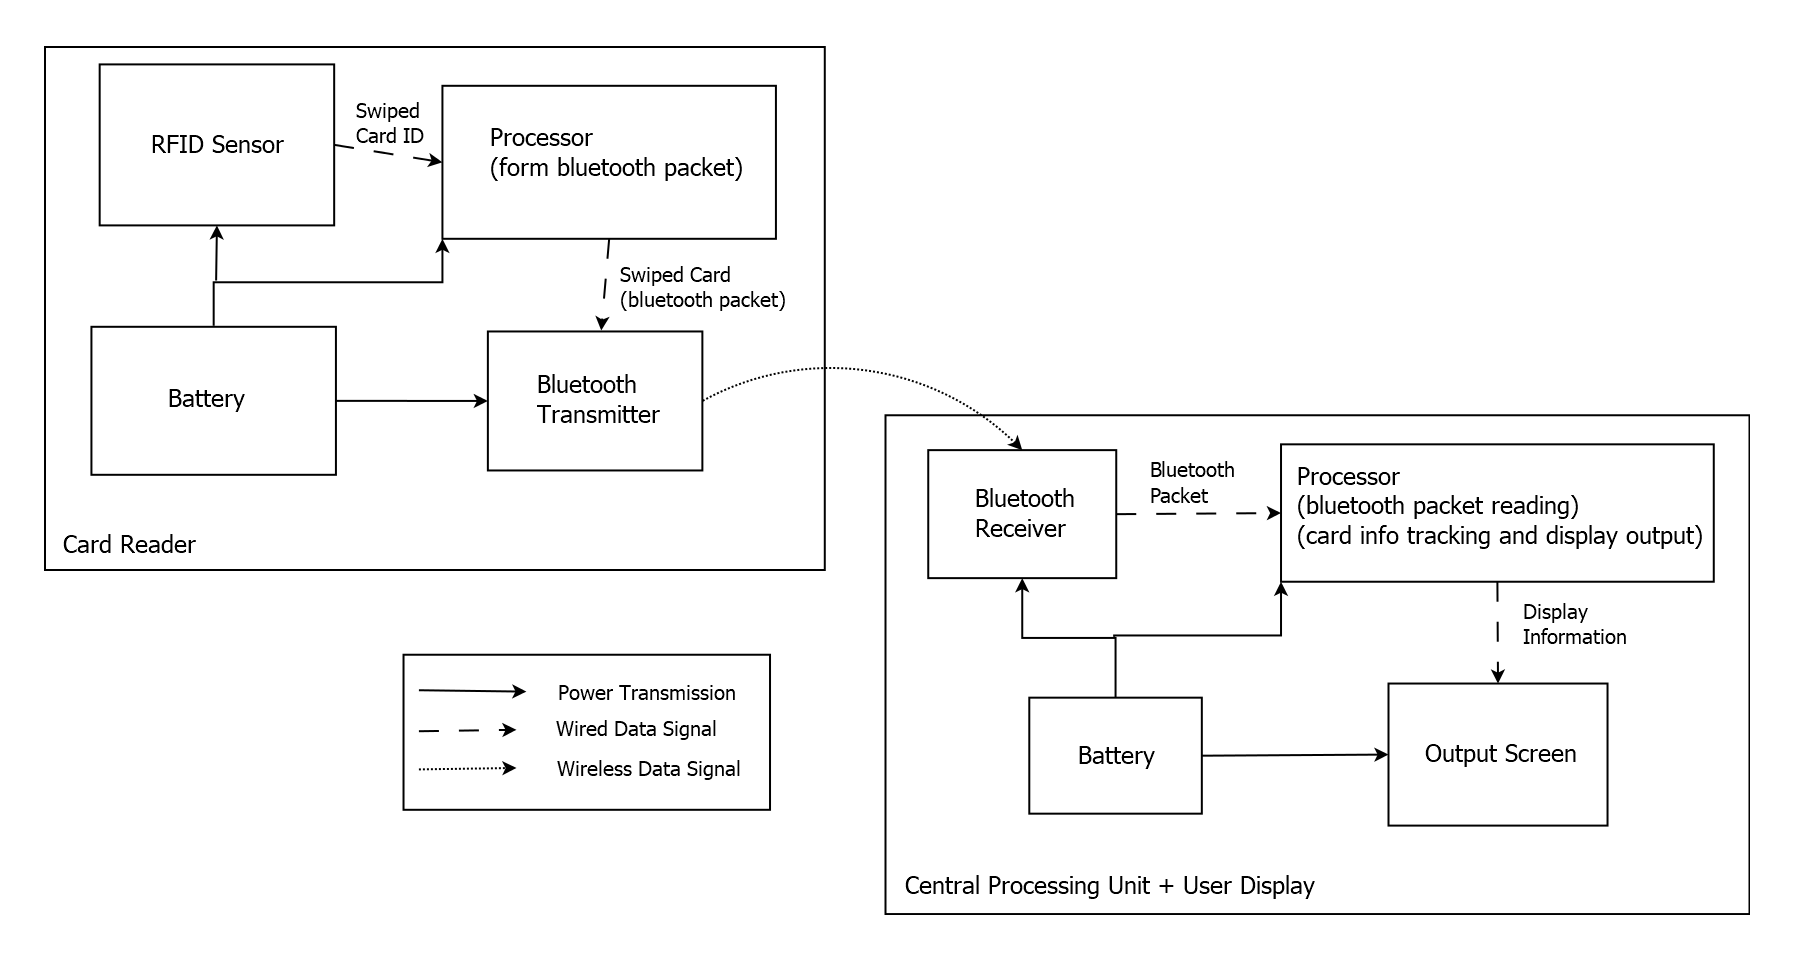 RFID Sensor
Swiped
Card ID
Processor
(form bluetooth packet)
Swiped Card
(bluetooth packet)
Battery
Bluetooth
Transmitter
Card Reader
Bluetooth
Receiver
Bluetooth
Packet
Processor
(bluetooth packet reading)
(card info tracking and display output)
Display
Information
Battery
Output Screen
Central Processing Unit + User Display
Power Transmission
Wired Data Signal
Wireless Data Signal